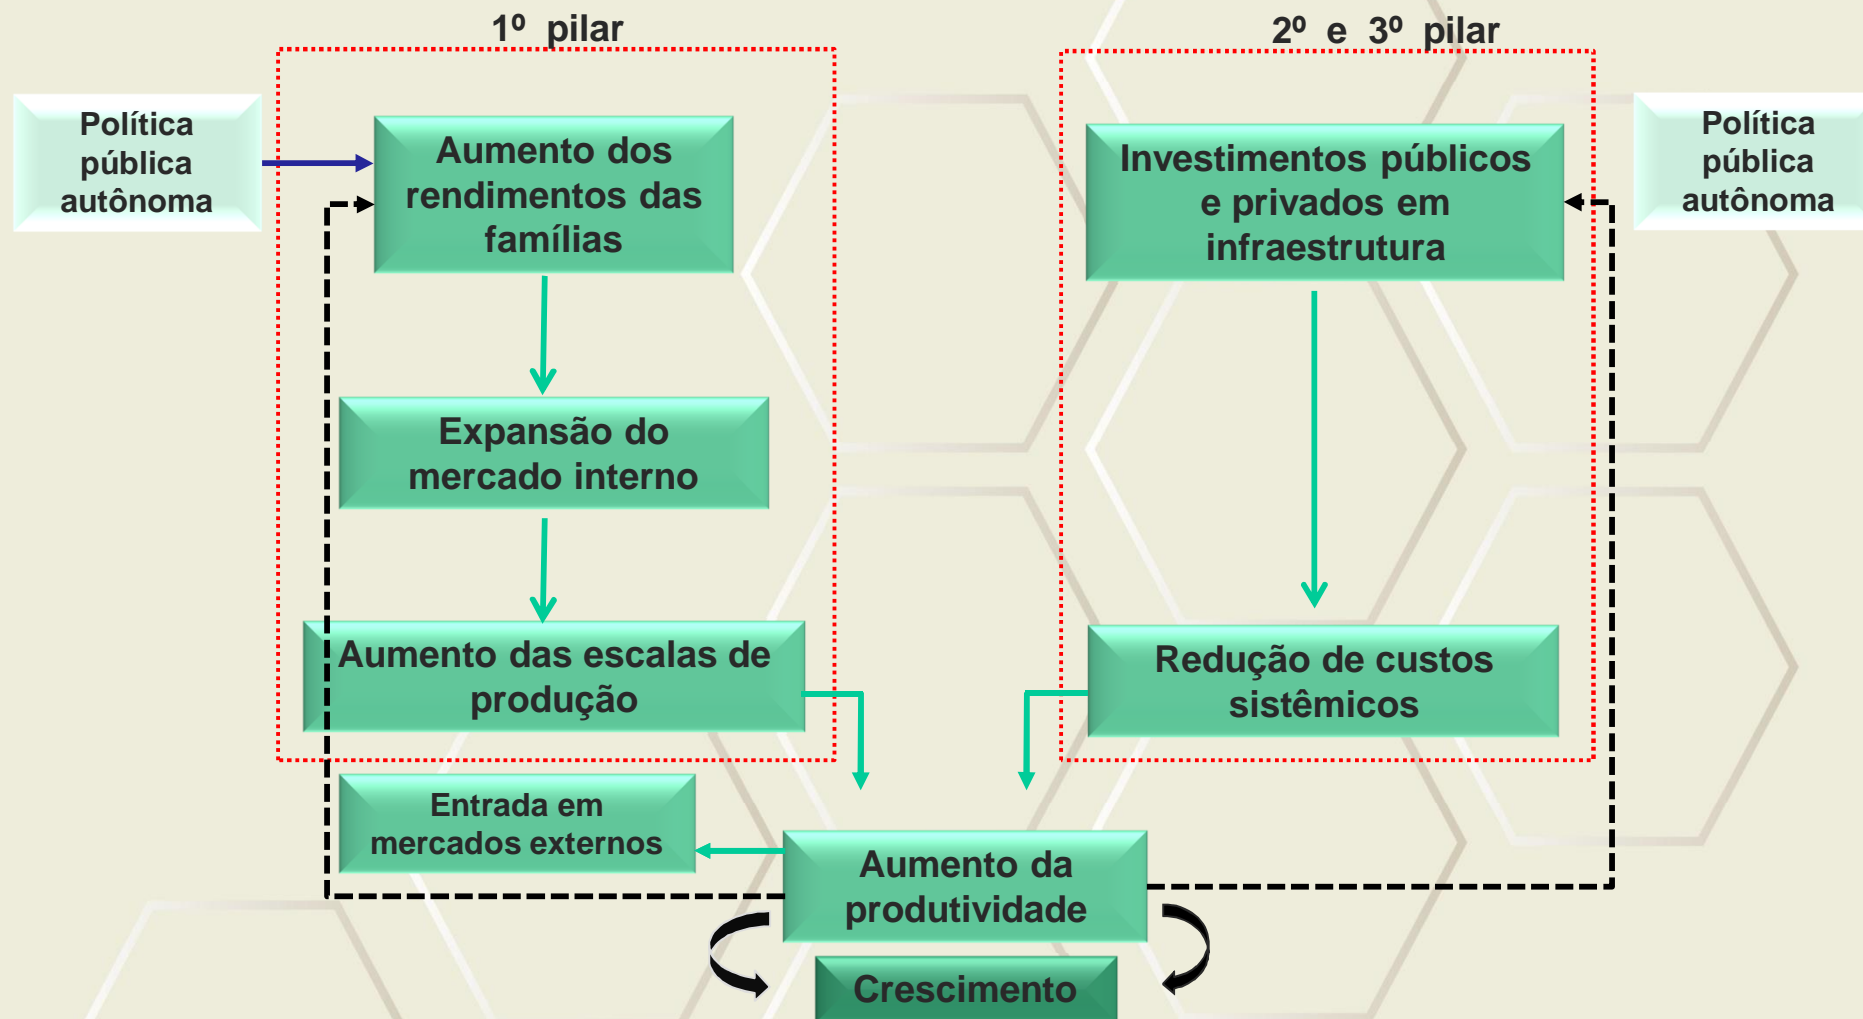 1º pilar
2º e 3º pilar
Política
pública
autônoma
Aumento dos
rendimentos das
famílias
Investimentos públicos
e privados em
infraestrutura
Política
pública
autônoma
Expansão do
mercado interno
Aumento das escalas de
produção
Redução de custos
sistêmicos
Entrada em
mercados externos
Aumento da
produtividade
Crescimento